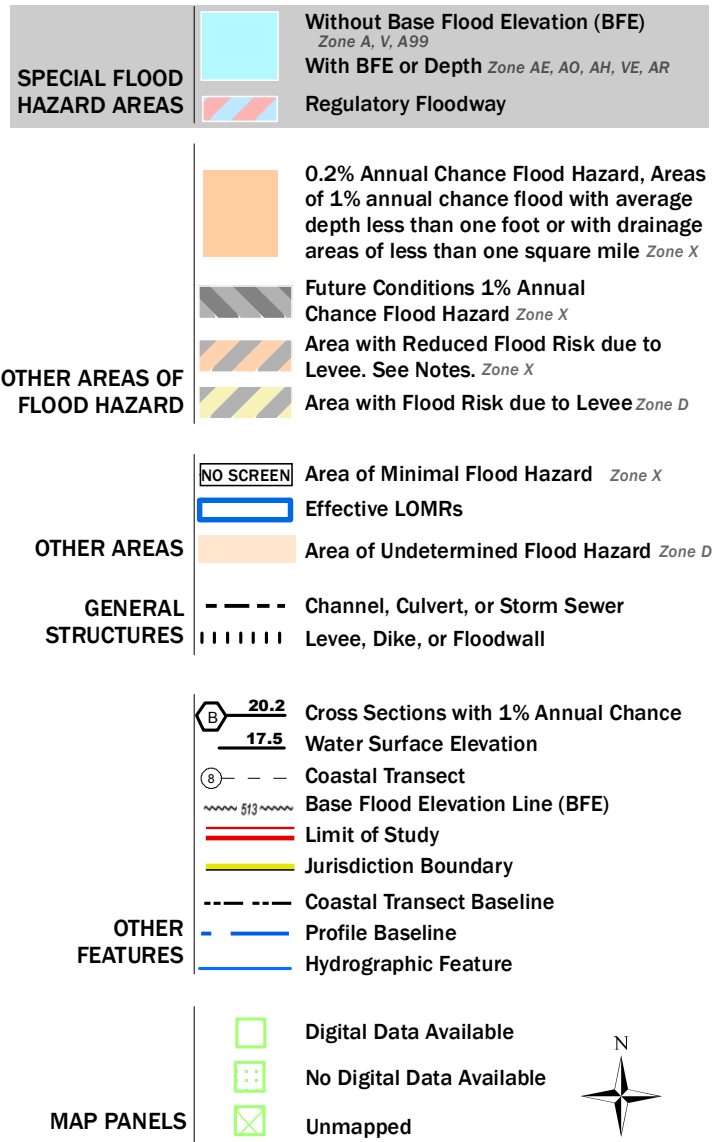 SPECIAL FLOOD
HAZARD AREAS
Without Base Flood Elevation (BFE)
Zone A, V, A99
With BFE or Depth Zone AE, AO, AH, VE, AR
Regulatory Floodway
OTHER AREAS OF
FLOOD HAZARD
0.2% Annual Chance Flood Hazard, Areas
of 1% annual chance flood with average
depth less than one foot or with drainage
areas of less than one square mile Zone X
Future Conditions 1% Annual
Chance Flood Hazard Zone X
Area with Reduced Flood Risk due to
Levee. See Notes. Zone X
Area with Flood Risk due to Levee Zone D
OTHER AREAS
NO SCREEN Area of Minimal Flood Hazard Zone X
Effective LOMRs
Area of Undetermined Flood Hazard Zone D
GENERAL
STRUCTURES
Channel, Culvert, or Storm Sewer
Levee, Dike, or Floodwall
OTHER
FEATURES
B 20.2 Cross Sections with 1% Annual Chance
17.5 Water Surface Elevation
8 Coastal Transect
513 Base Flood Elevation Line (BFE)
Limit of Study
Jurisdiction Boundary
Coastal Transect Baseline
Profile Baseline
Hydrographic Feature
MAP PANELS
Digital Data Available
No Digital Data Available
Unmapped
N